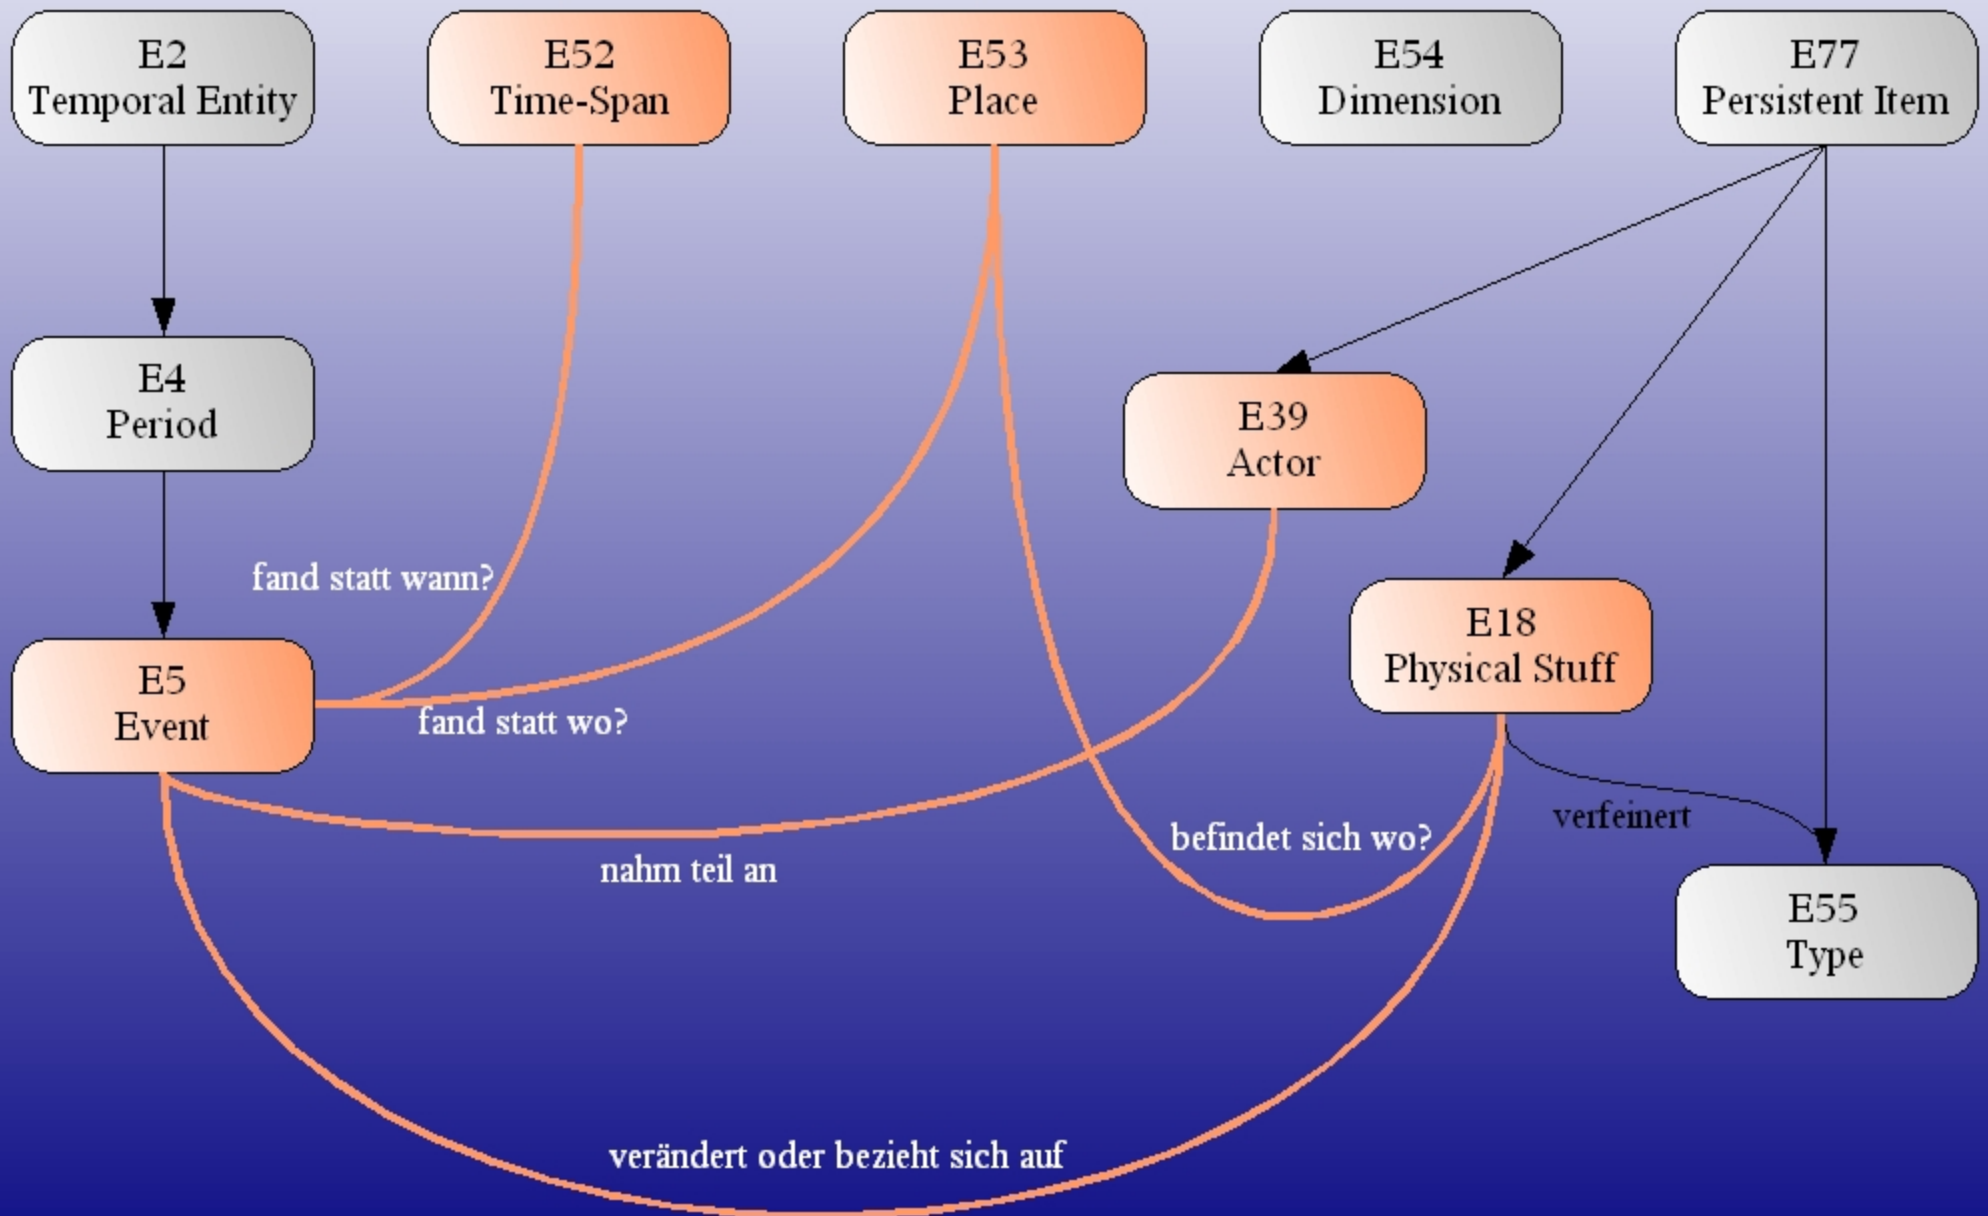 E2
Temporal Entity
E52
Time-Span
E53
Place
E54
Dimension
E77
Persistent Item
E4
Period
E39
Actor
fand statt wann?
E18
Physical Stuff
E5
Event
fand statt wo?
verfeinert
befindet sich wo?
nahm teil an
E55
Type
verändert oder bezieht sich auf